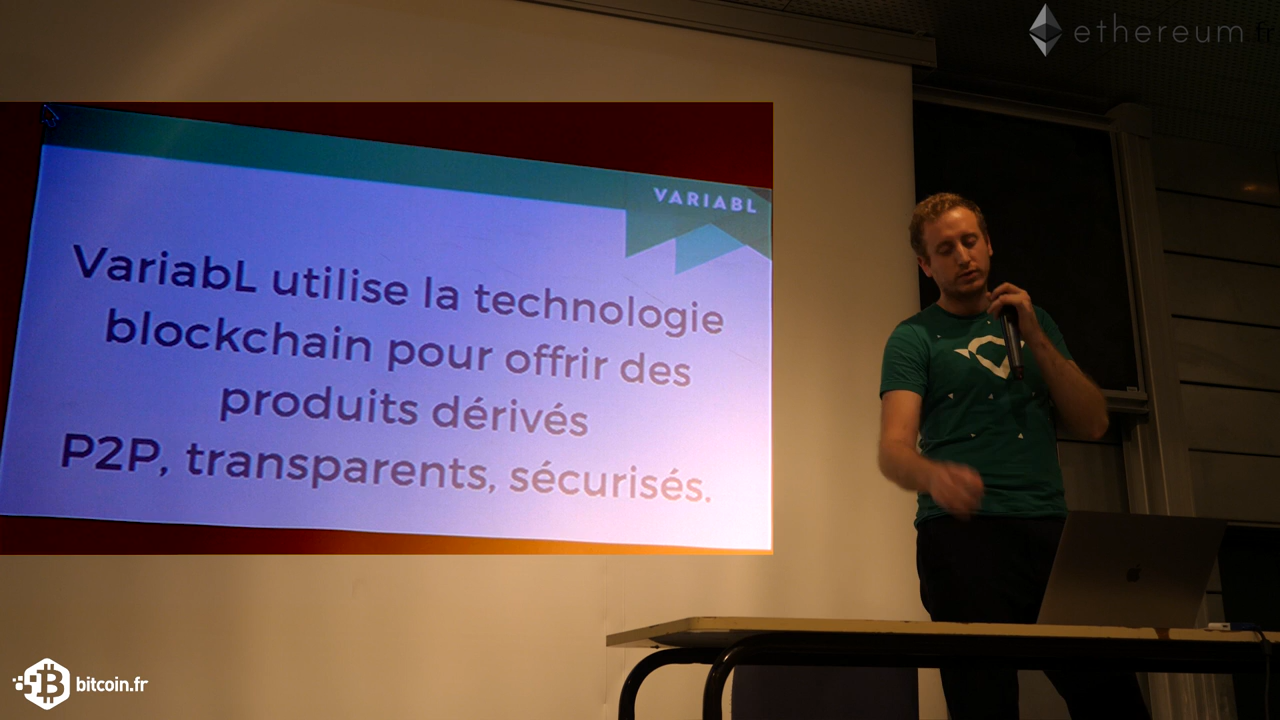 ethereum fr
VARIABL
VariabL utilise la technologie
blockchain pour offrir des
produits dérivés
P2P, transparents, sécurisés.
bitcoin.fr